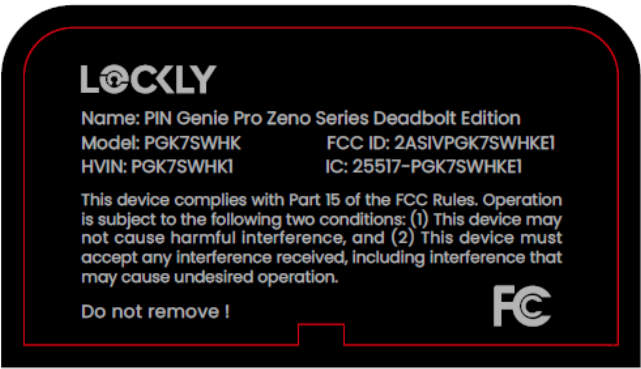 LOCKLY
Name: PIN Genie Pro Zeno Series Deadbolt Edition
Model: PGK7SWHK FCC ID: 2ASIVPGK7SWHKE1
HVIN: PGK7SWHK1 IC: 25517-PGK7SWHKE1
This device complies with Part 15 of the FCC Rules. Operation
is subject to the following two conditions: (1) This device may
not cause harmful interference, and (2) This device must
accept any interference received, including interference that
may cause undesired operation.
Do not remove !
FC